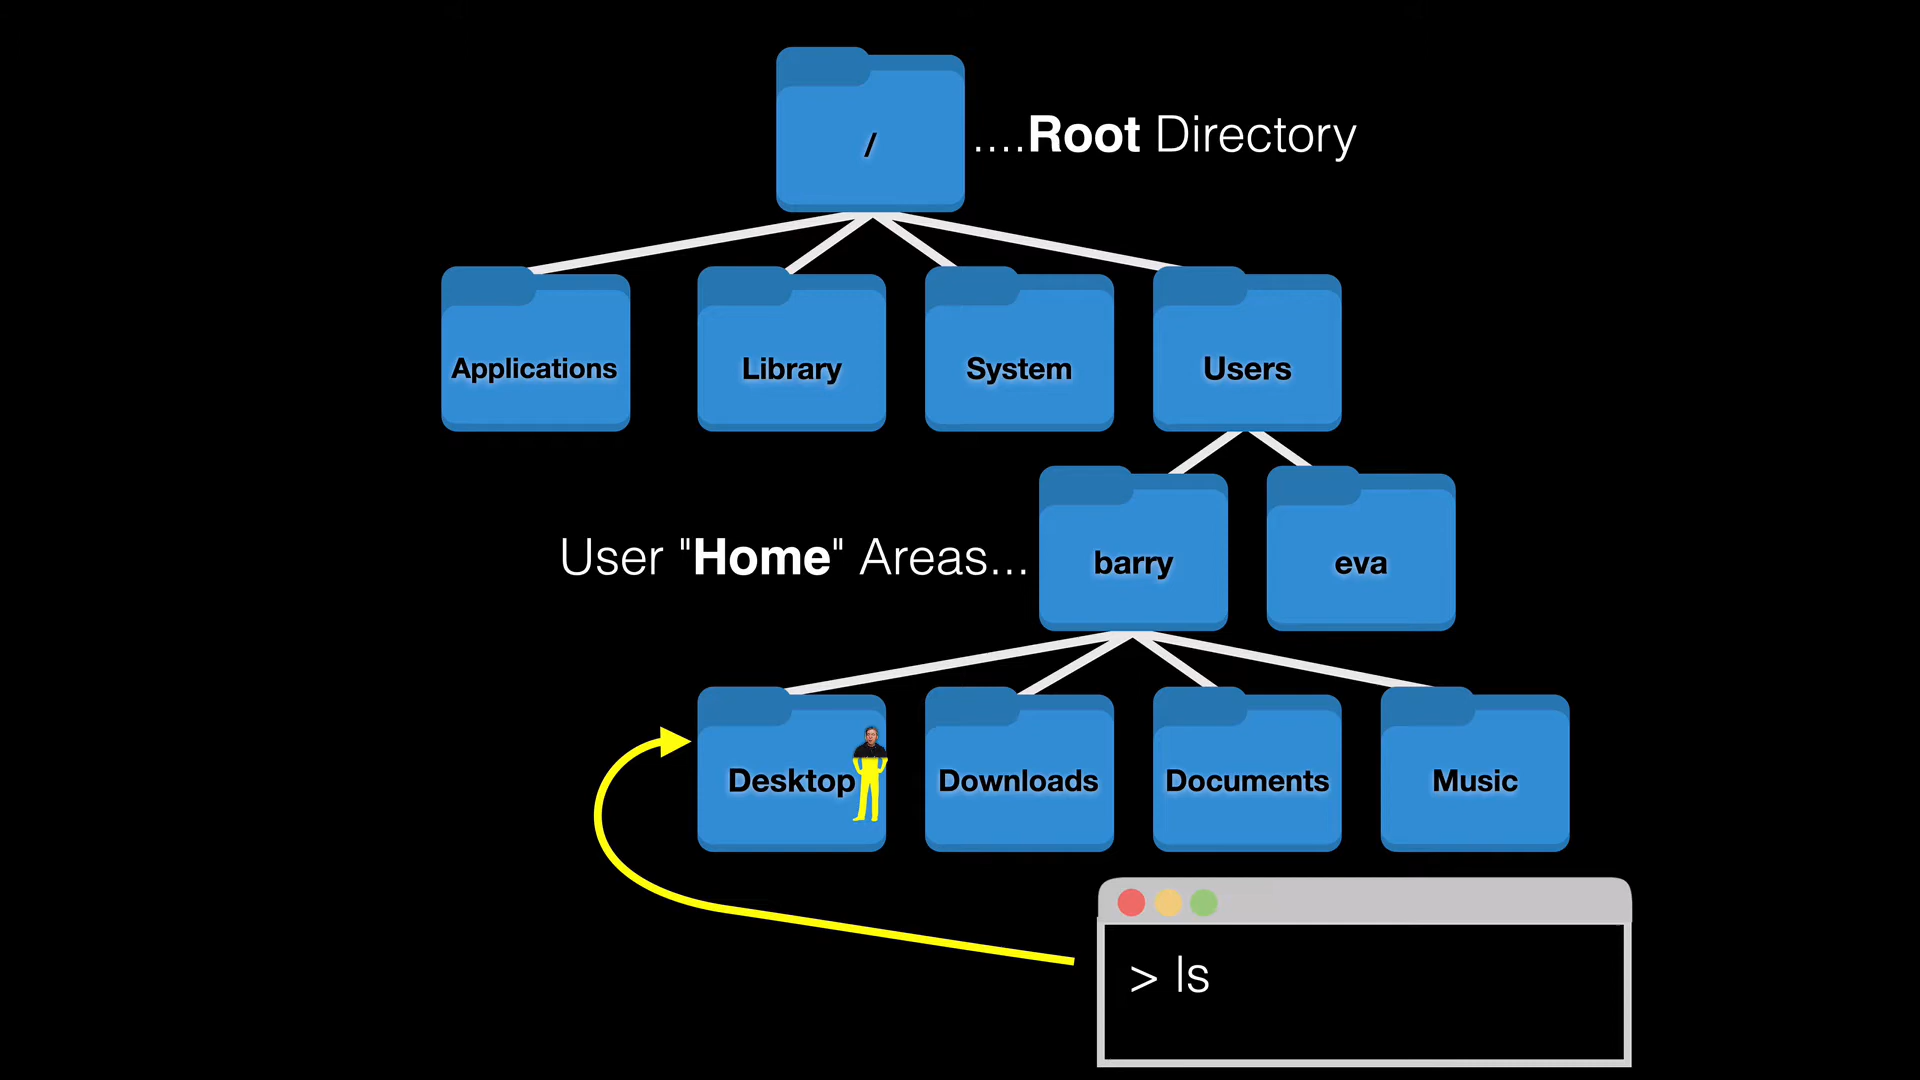 /
....Root Directory
Applications
Library
System
Users
User "Home" Areas...
barry
eva
Desktop
Downloads
Documents
Music
> ls